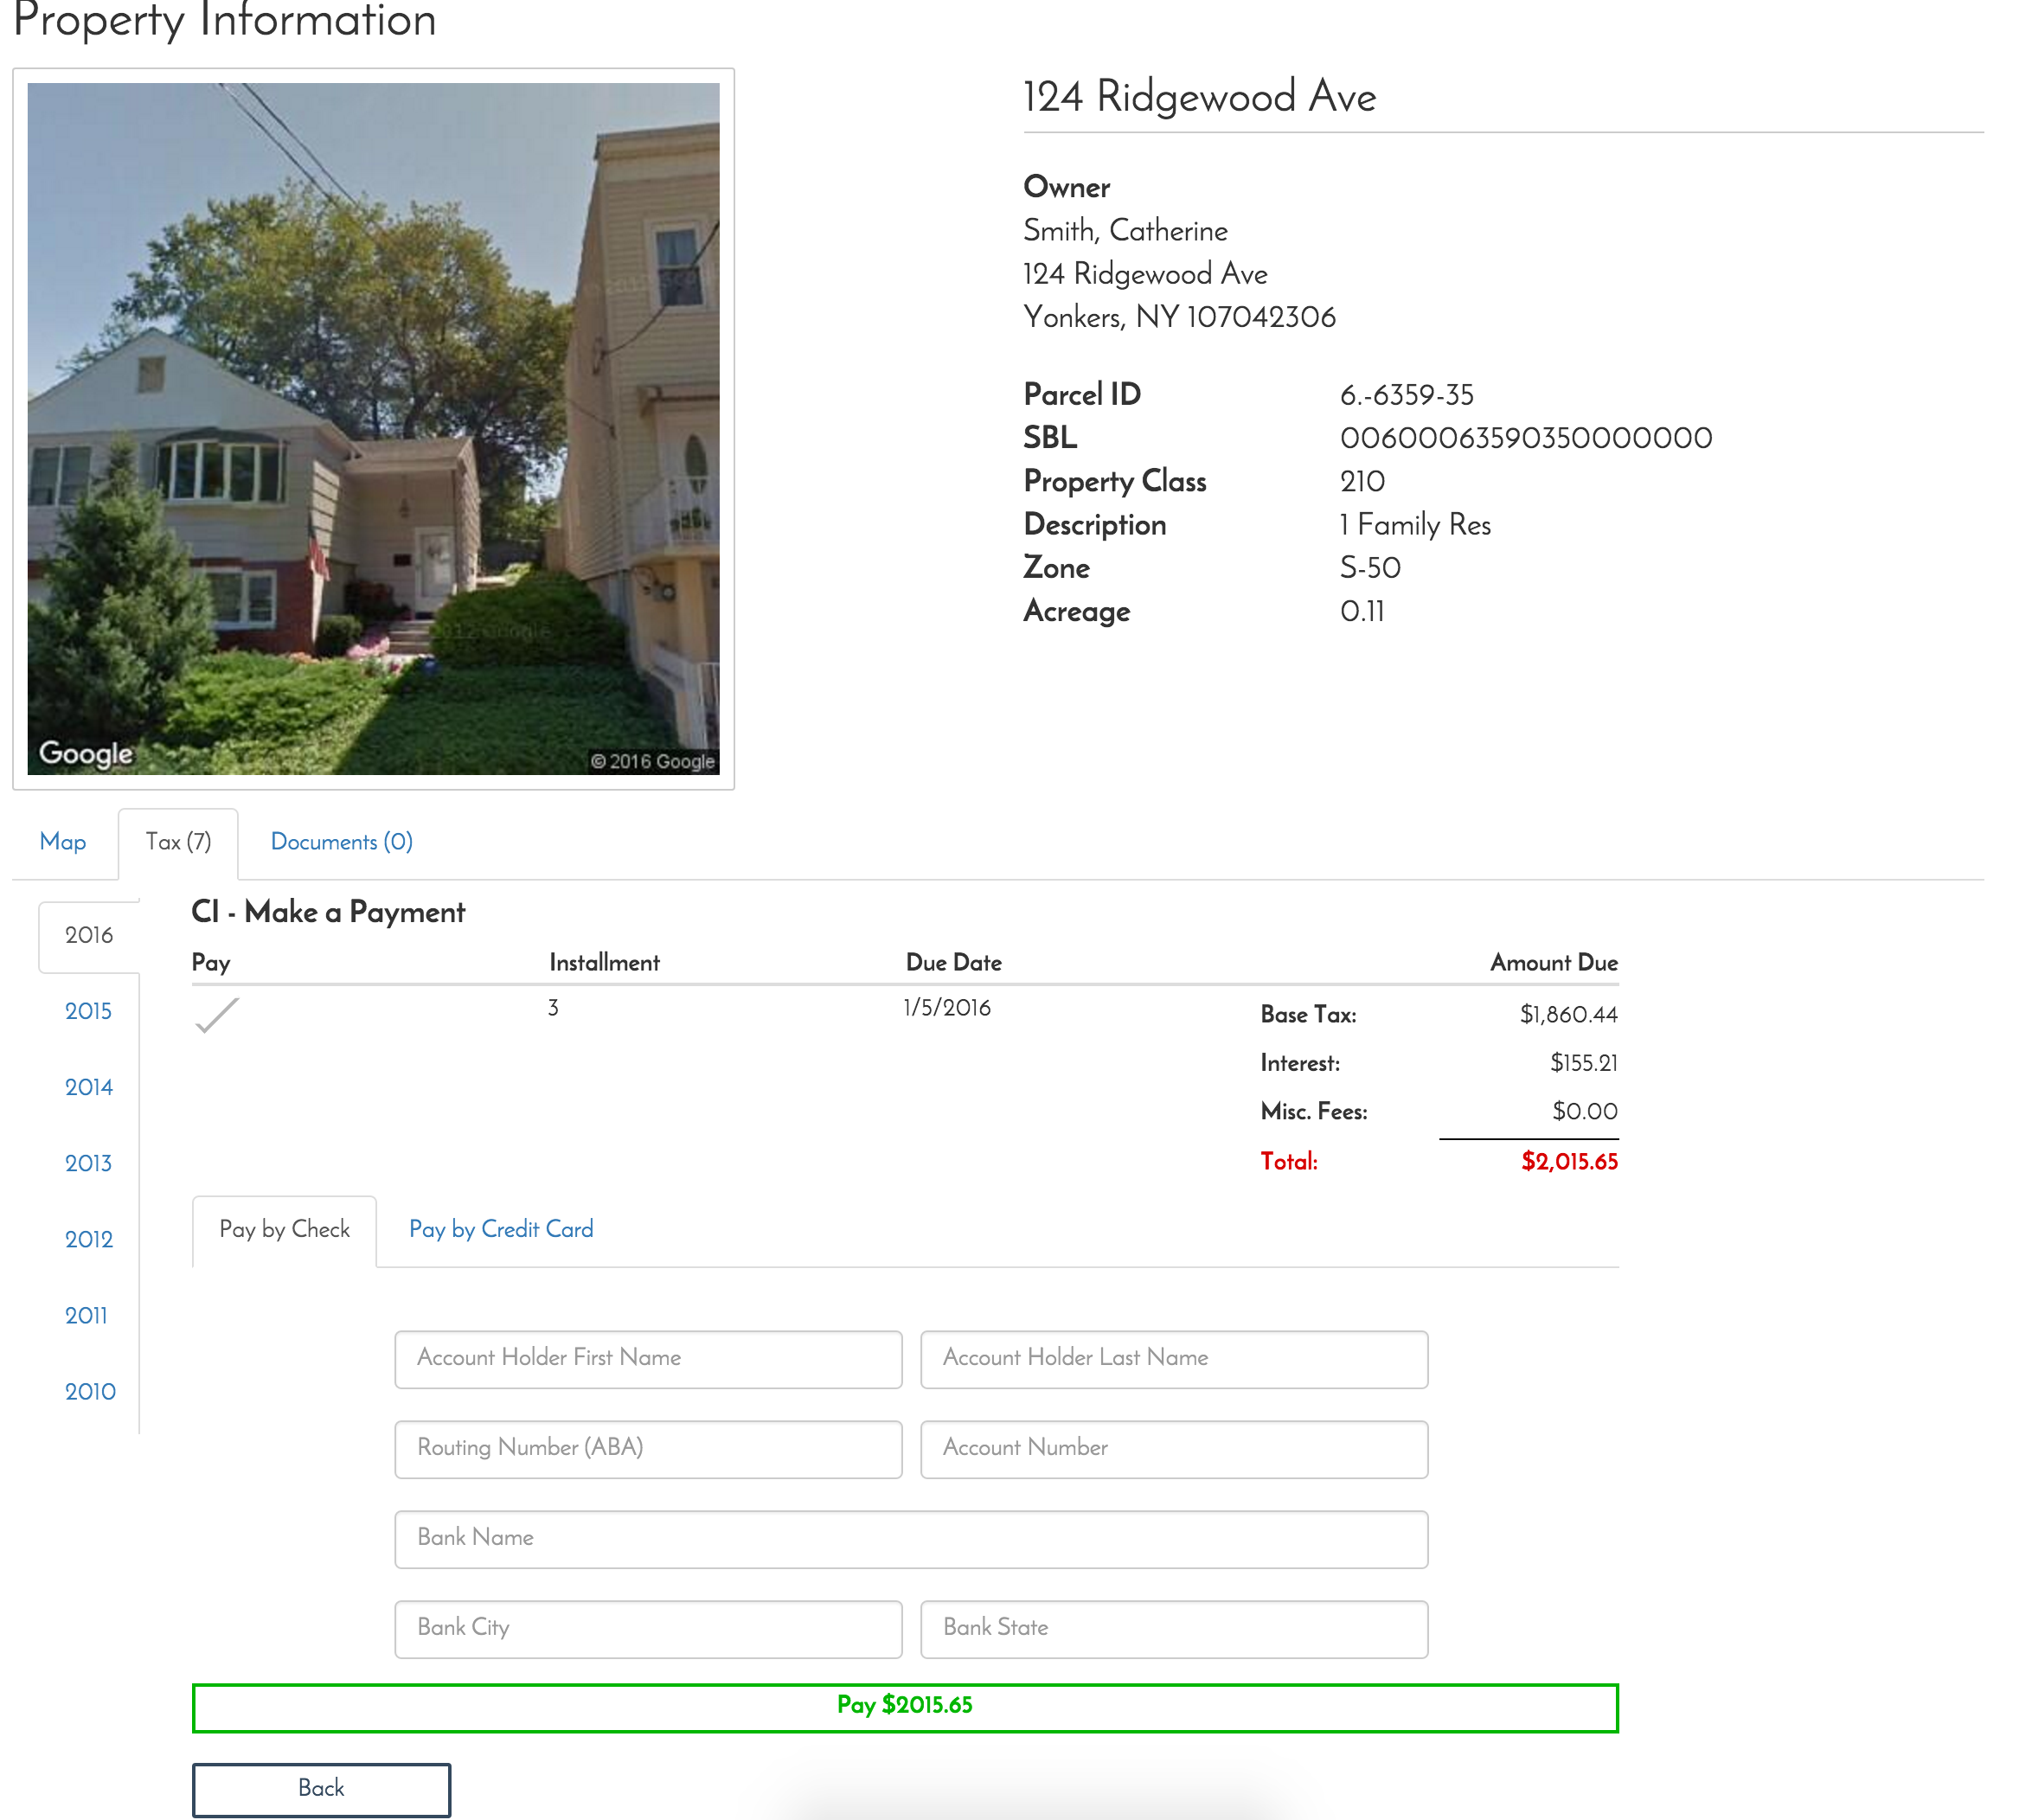 Property Information
Google
© 2016 Google
124 Ridgewood Ave
Owner
Smith, Catherine
124 Ridgewood Ave
Yonkers, NY 107042306
Parcel ID 6.-6359-35
SBL 00600063590350000000
Property Class 210
Description 1 Family Res
Zone S-50
Acreage 0.11
Map Tax (7) Documents (0)
2016
2015
2014
2013
2012
2011
2010
CI - Make a Payment
Pay Installment Due Date Amount Due
3 1/5/2016 Base Tax: $1,860.44
Interest: $155.21
Misc. Fees: $0.00
Total: $2,015.65
Pay by Check Pay by Credit Card
Account Holder First Name Account Holder Last Name
Routing Number (ABA) Account Number
Bank Name
Bank City Bank State
Pay $2015.65
Back